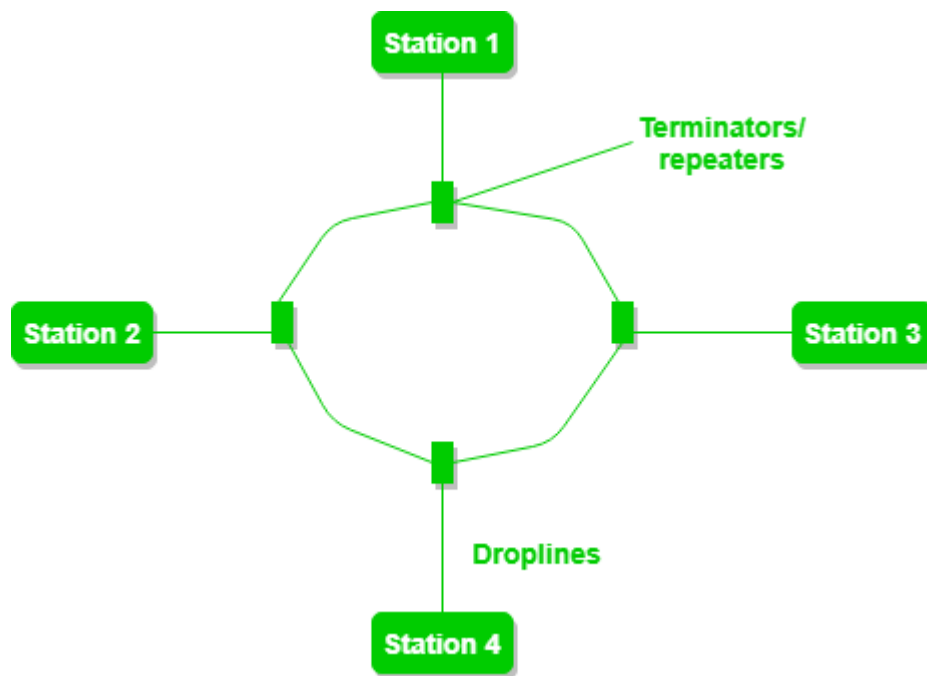 Station 1
Terminators/
repeaters
Station 2
Station 3
Droplines
Station 4